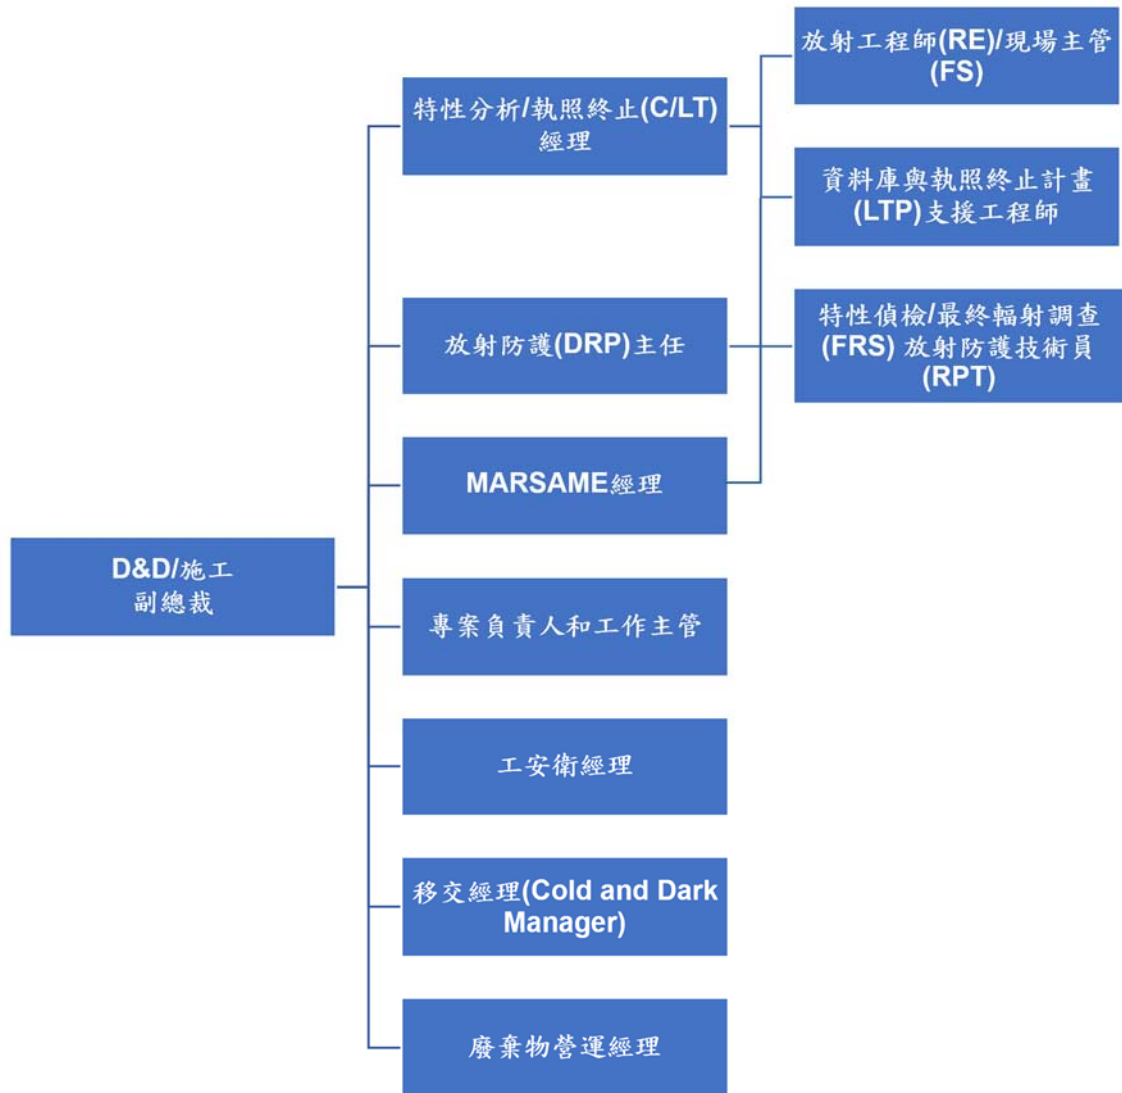 放射工程師(RE)/現場主管
(FS)
特性分析/執照終止(C/LT)
經理
資料庫與執照終止計畫
(LTP)支援工程師
放射防護(DRP)主任
特性偵檢/最終輻射調查
(FRS) 放射防護技術員
(RPT)
MARSAME經理
D&D/施工
副總裁
專案負責人和工作主管
工安衛經理
移交經理(Cold and Dark
Manager)
廢棄物營運經理